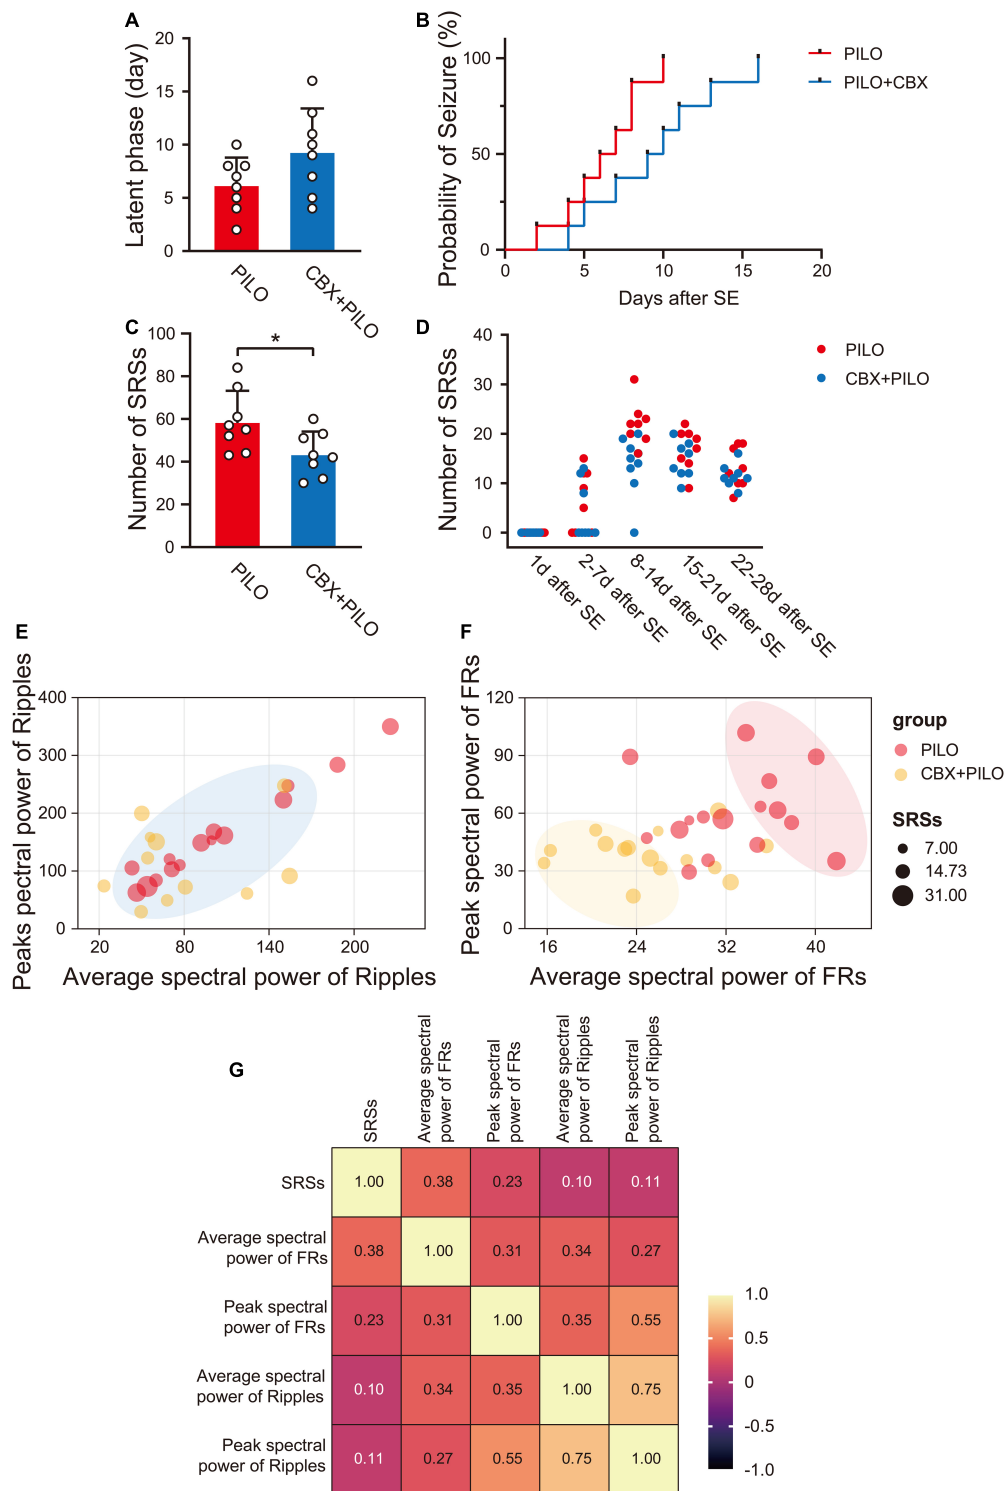 A
Latent phase (day)
20
15
10
5
0
PILO
CBX+PILO
B
Probability of Seizure (%)
100
50
0
0
5
10
15
20
Days after SE
PILO
PILO+CBX
C
Number of SRSs
100
80
60
40
20
0
*
PILO
CBX+PILO
D
Number of SRSs
40
30
20
10
0
1d after SE
2-7d after SE
8-14d after SE
15-21d after SE
22-28d after SE
PILO
CBX+PILO
E
Peaks pectral power of Ripples
400
300
200
100
0
20
80
140
200
Average spectral power of Ripples
F
Peak spectral power of FRs
120
90
60
30
0
16
24
32
40
Average spectral power of FRs
group
PILO
CBX+PILO
SRSs
7.00
14.73
31.00
G
SRSs
Average spectral
power of FRs
Peak spectral
power of FRs
Average spectral
power of Ripples
Peak spectral
power of Ripples
SRSs
1.00
0.38
0.23
0.10
0.11
Average spectral
power of FRs
0.38
1.00
0.31
0.34
0.27
Peak spectral
power of FRs
0.23
0.31
1.00
0.35
0.55
Average spectral
power of Ripples
0.10
0.34
0.35
1.00
0.75
Peak spectral
power of Ripples
0.11
0.27
0.55
0.75
1.00
1.0
0.5
0
-0.5
-1.0